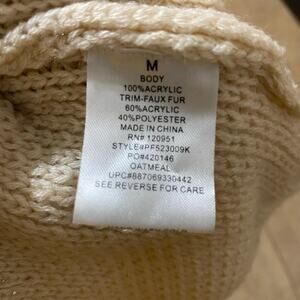 M
BODY
100%ACRYLIC
TRIM-FAUX FUR
60%ACRYLIC
40%POLYESTER
MADE IN CHINA
RN# 120951
STYLE#PF523009K
PO#420146
OATMEAL
UPC#887069330442
SEE REVERSE FOR CARE